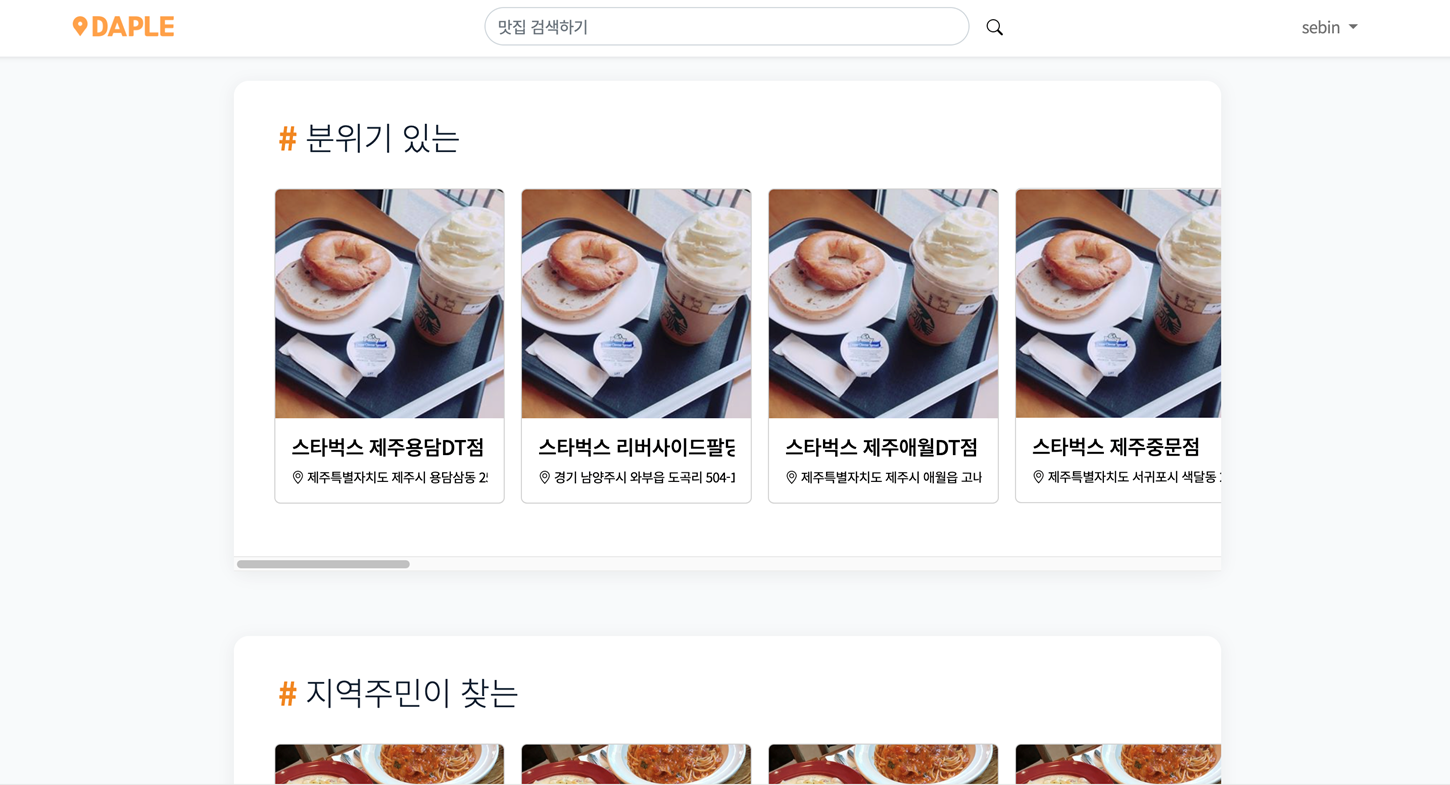 DAPLE
맛집 검색하기
sebin
# 분위기 있는
스타벅스 제주용담DT점
제주특별자치도 제주시 용담삼동
스타벅스 리버사이드팔당
경기 남양주시 와부읍 도곡리 504-1
스타벅스 제주애월DT점
제주특별자치도 제주시 애월읍 고내
스타벅스 제주중문점
제주특별자치도 서귀포시 색달동
# 지역주민이 찾는